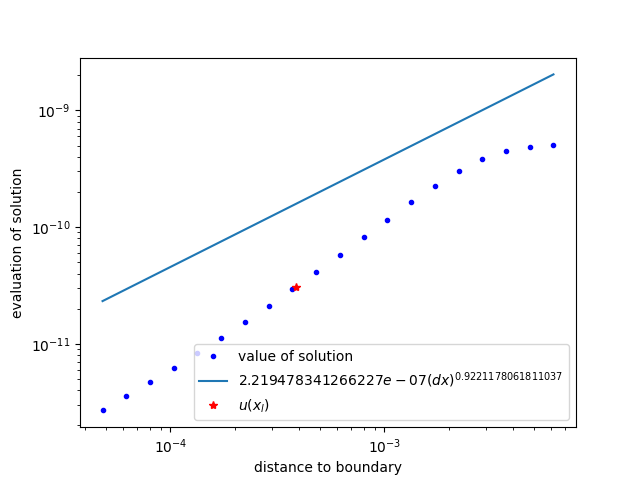 10⁻⁹
10⁻¹⁰
10⁻¹¹
evaluation of solution
value of solution
2.219478341266227e − 07(dx)^0.9221178061811037
u(x_l)
10⁻⁴
10⁻³
distance to boundary